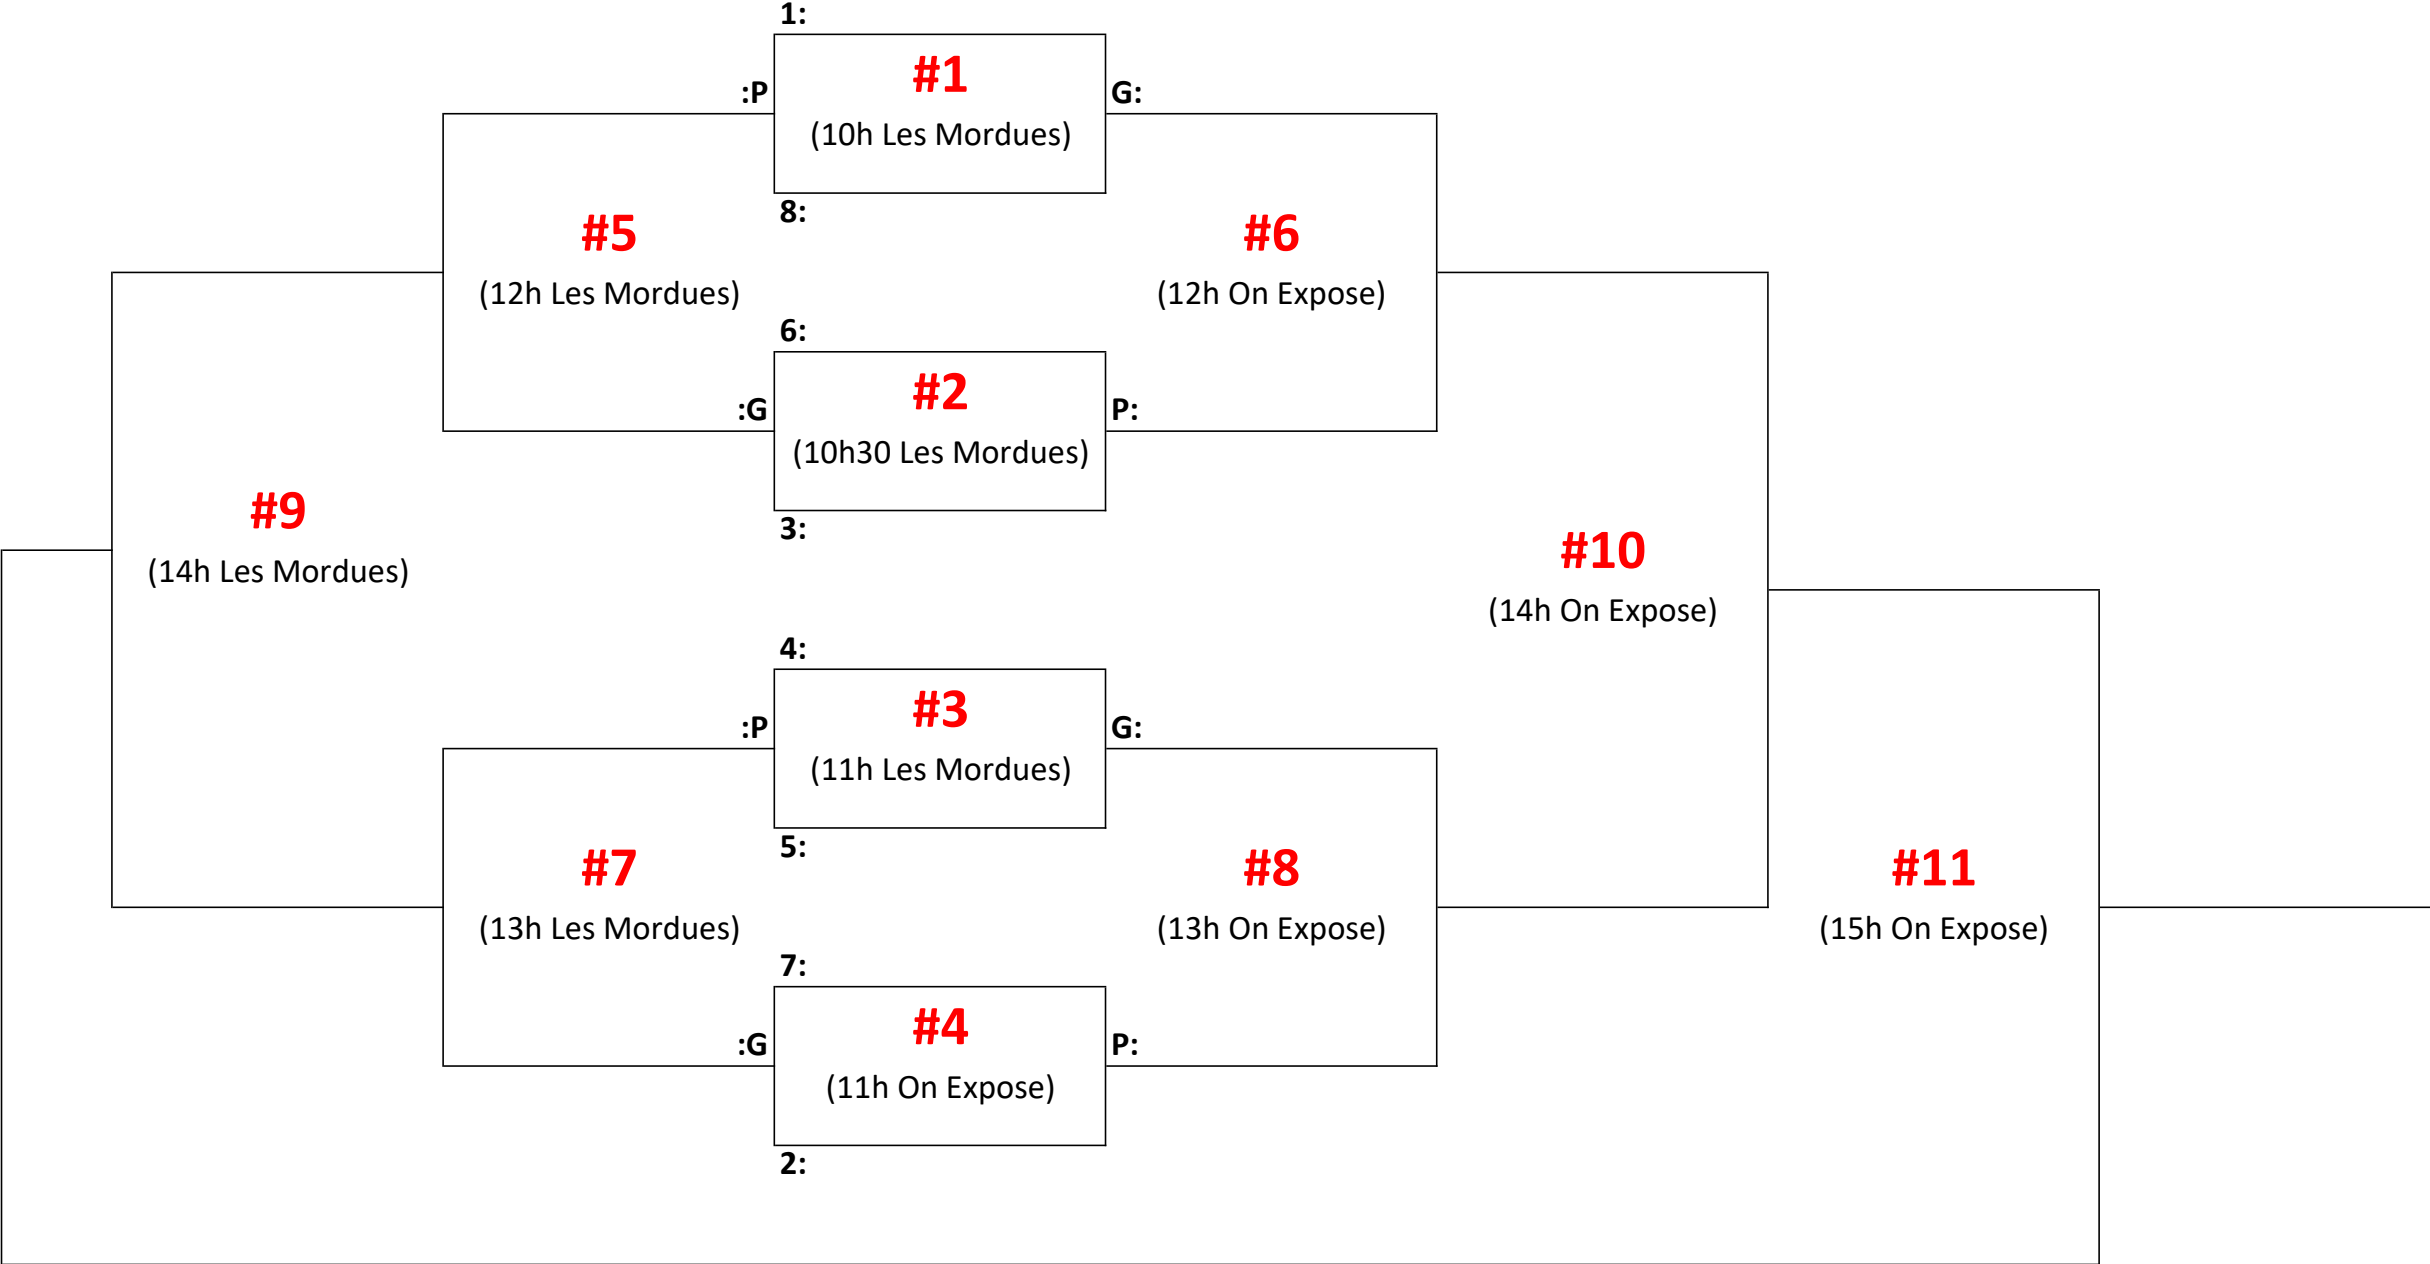 1:
#1
:P
G:
(10h Les Mordues)
8:
#5
#6
(12h Les Mordues)
(12h On Expose)
6:
#2
:G
P:
(10h30 Les Mordues)
#9
3:
#10
(14h Les Mordues)
(14h On Expose)
4:
#3
:P
G:
(11h Les Mordues)
5:
#7
#8
#11
(13h Les Mordues)
(13h On Expose)
(15h On Expose)
7:
#4
:G
P:
(11h On Expose)
2: